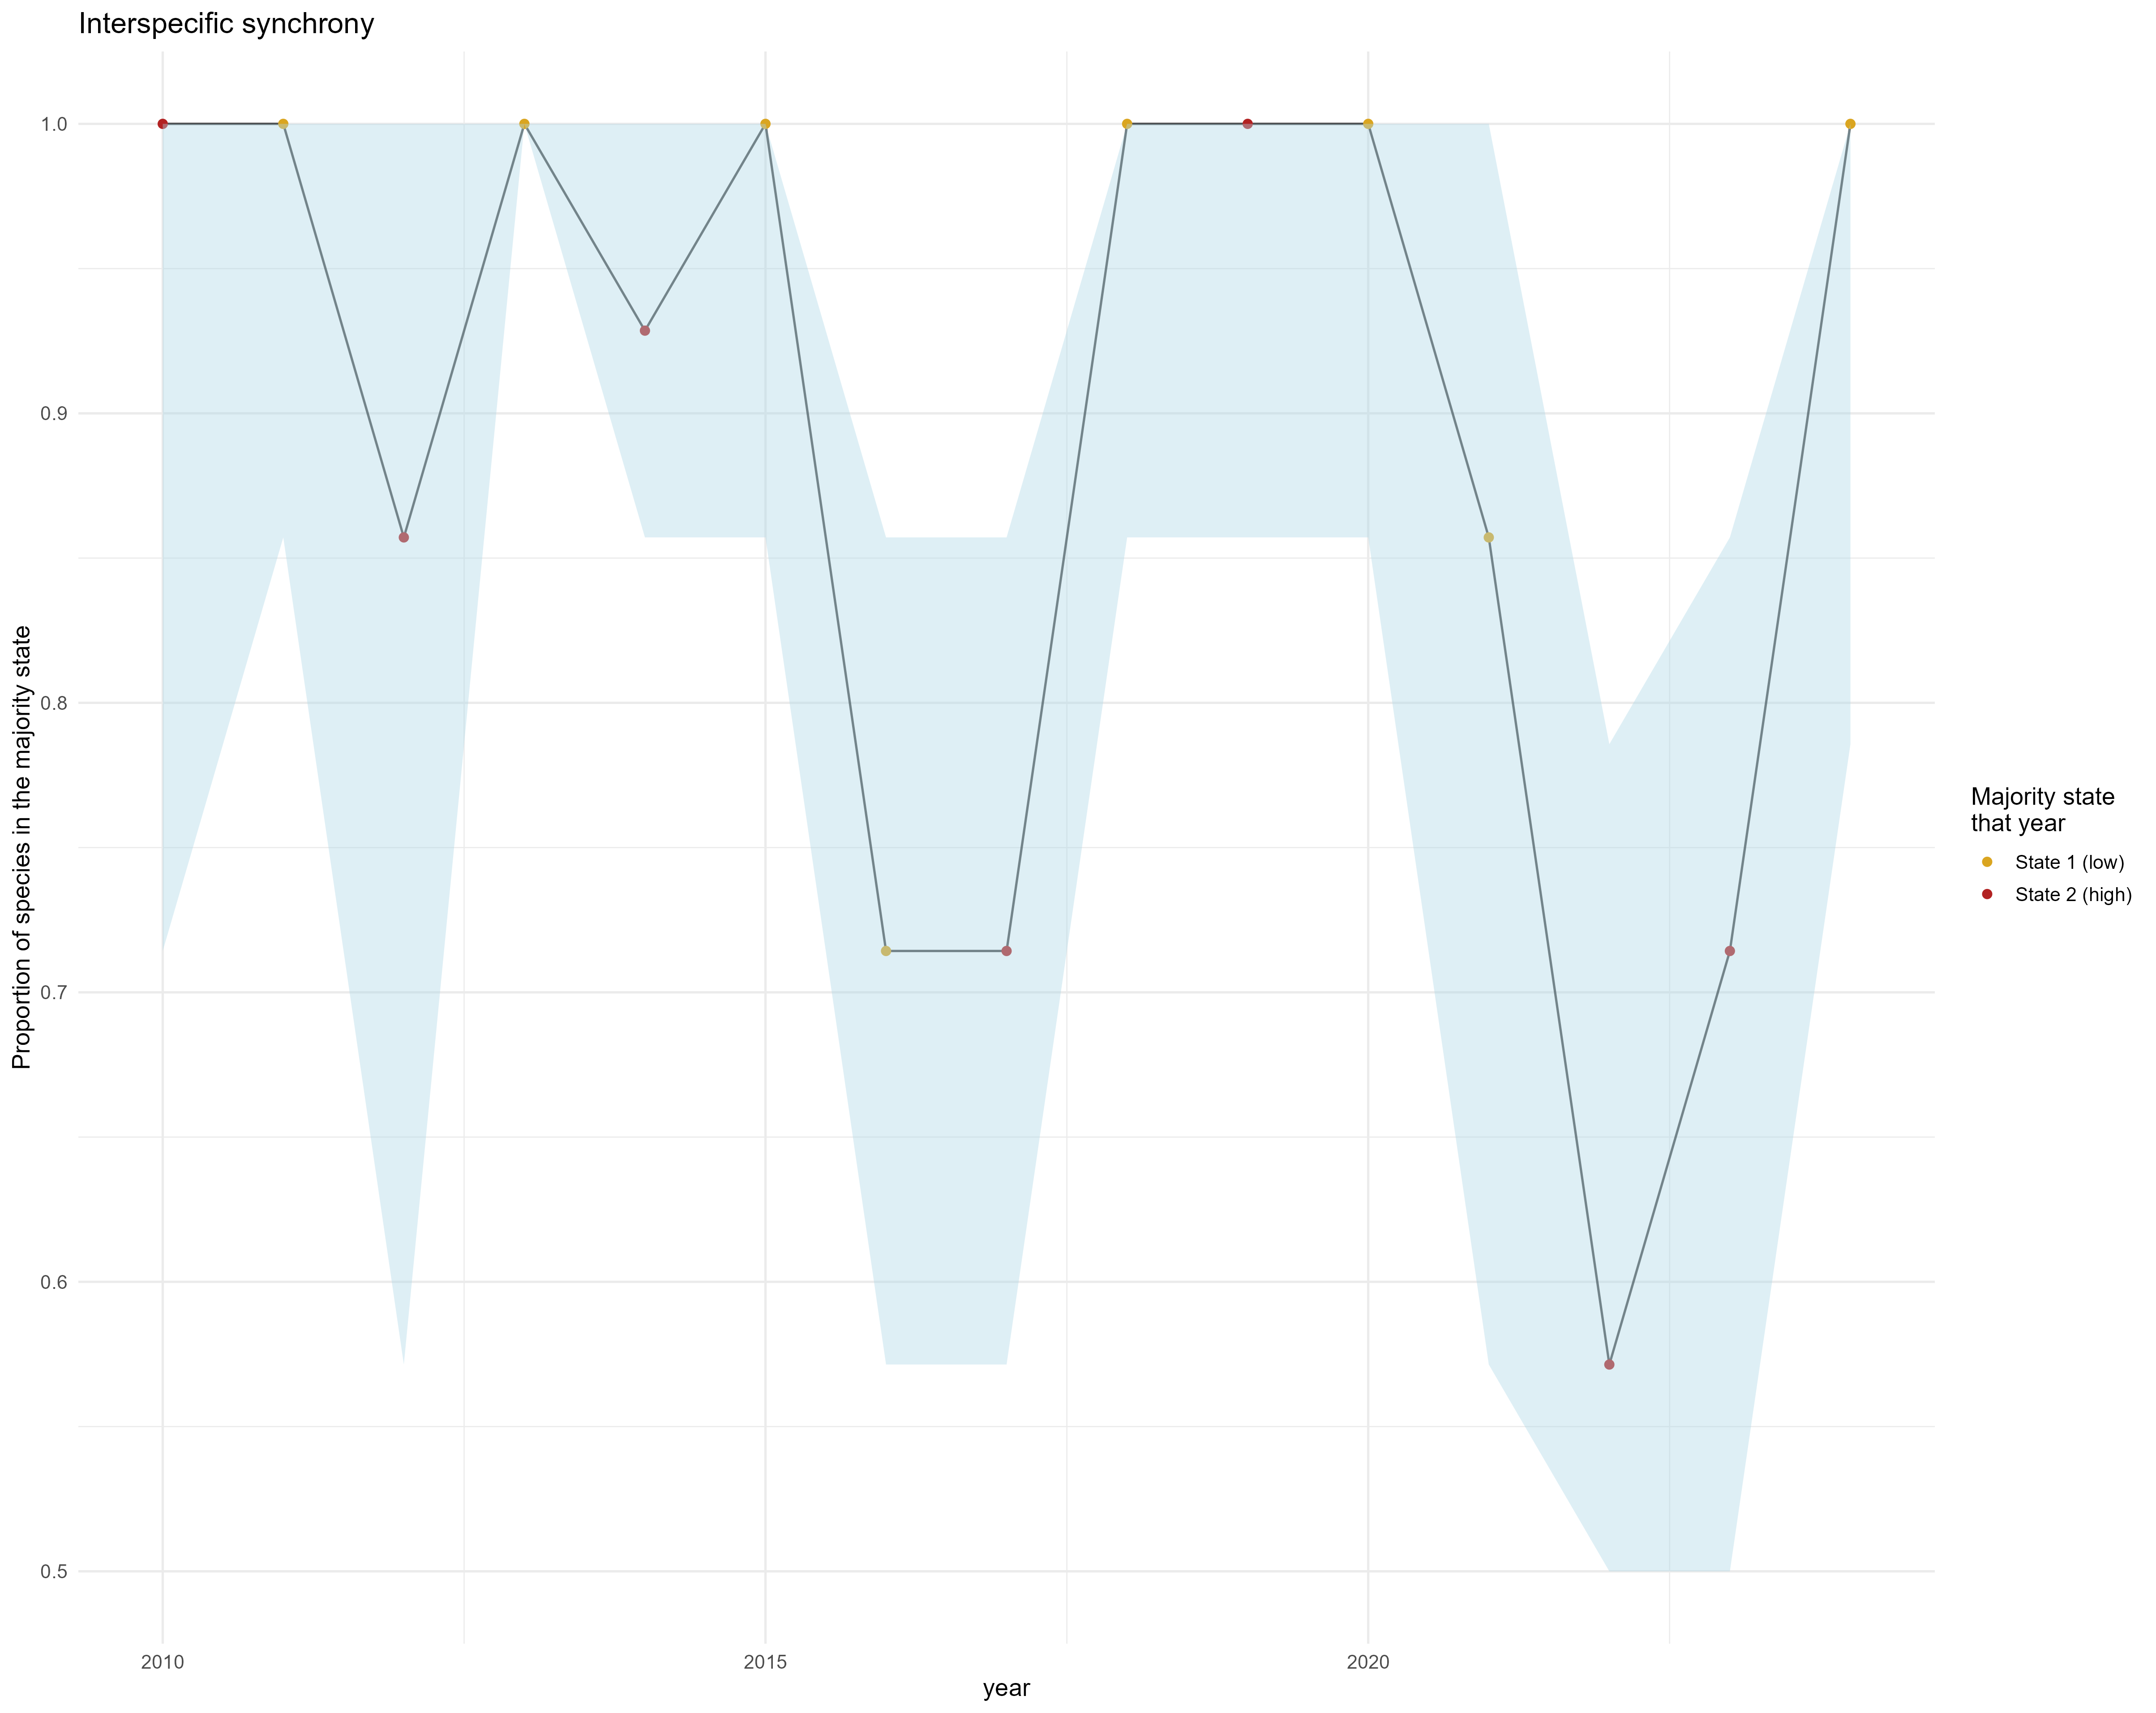 Interspecific synchrony
1.0
0.9
0.8
0.7
0.6
0.5
Proportion of species in the majority state
2010
2015
2020
year
Majority state
that year
State 1 (low)
State 2 (high)